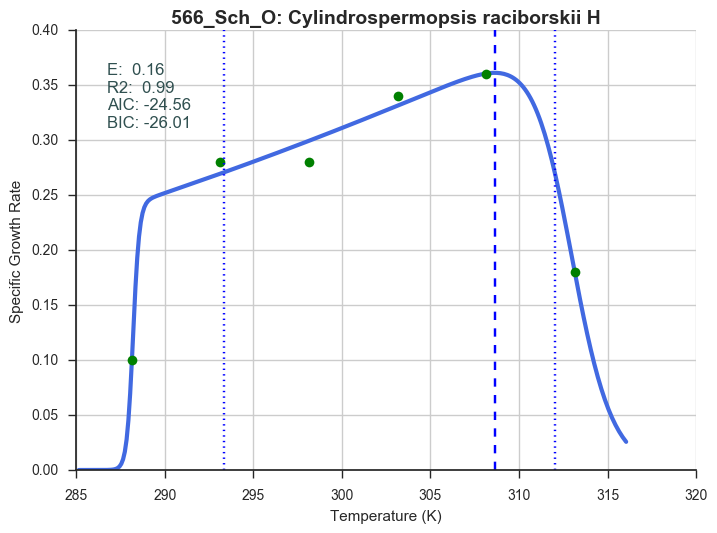 566_Sch_O: Cylindrospermopsis raciborskii H
E:  0.16
R2:  0.99
AIC: -24.56
BIC: -26.01
Specific Growth Rate
0.40
0.35
0.30
0.25
0.20
0.15
0.10
0.05
0.00
285 290 295 300 305 310 315 320
Temperature (K)